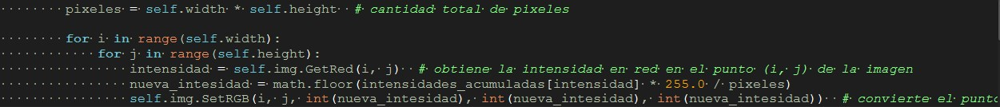 pixeles = self.width * self.height  # cantidad total de pixeles
for i in range(self.width):
for j in range(self.height):
intensidad = self.img.GetRed(i, j)  # obtiene la intensidad en red en el punto (i, j) de la imagen
nueva_intesidad = math.floor(intensidades_acumuladas[intensidad] * 255.0 / pixeles)
self.img.SetRGB(i, j, int(nueva_intesidad), int(nueva_intesidad), int(nueva_intesidad))  # convierte el punto